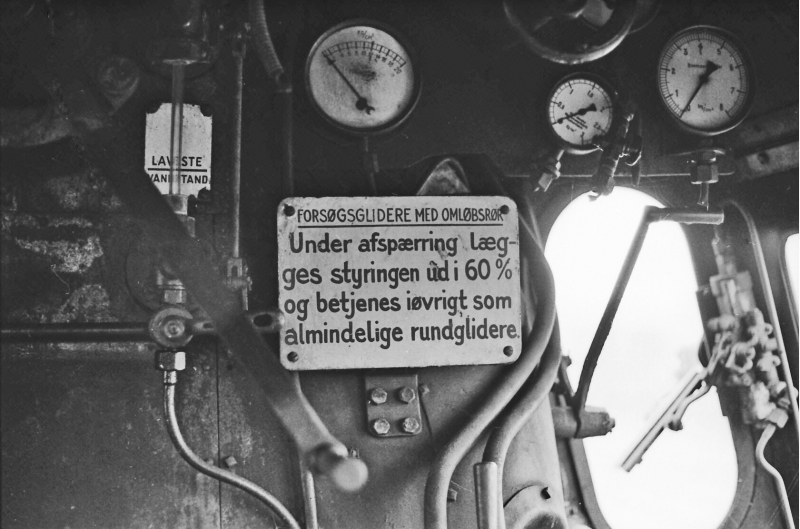 LAVESTE
VANDSTAND
FORSØGSGLIDERE MED OMLØBSRØR
Under afspærring læg-
ges styringen ud i 60%
og betjenes iøvrigt som
almindelige rundglidere.